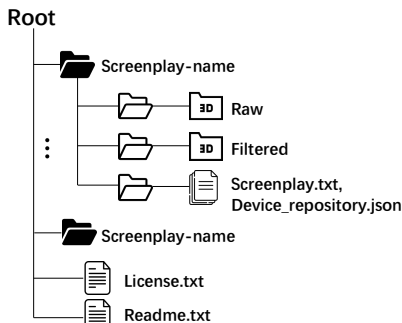 Root
Screenplay-name
3D Raw
3D Filtered
Screenplay.txt,
Device_repository.json
Screenplay-name
License.txt
Readme.txt